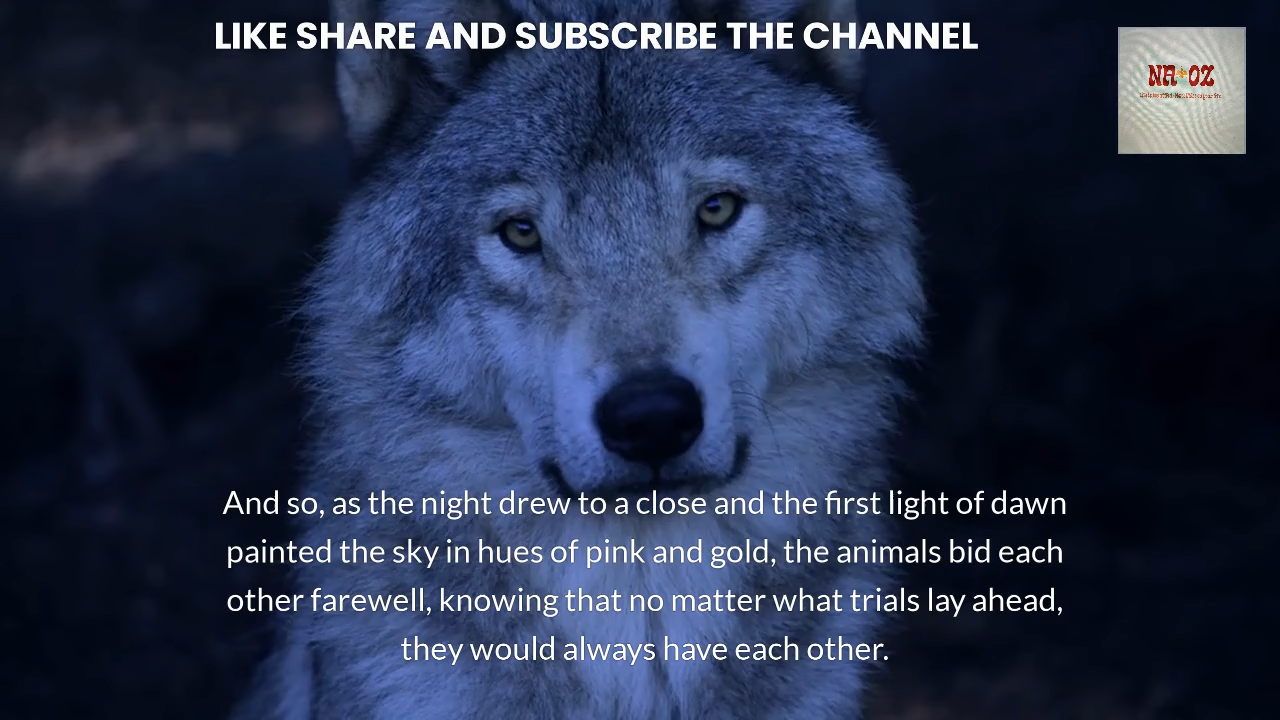 LIKE SHARE AND SUBSCRIBE THE CHANNEL
NA+OZ
And so, as the night drew to a close and the first light of dawn
painted the sky in hues of pink and gold, the animals bid each
other farewell, knowing that no matter what trials lay ahead,
they would always have each other.